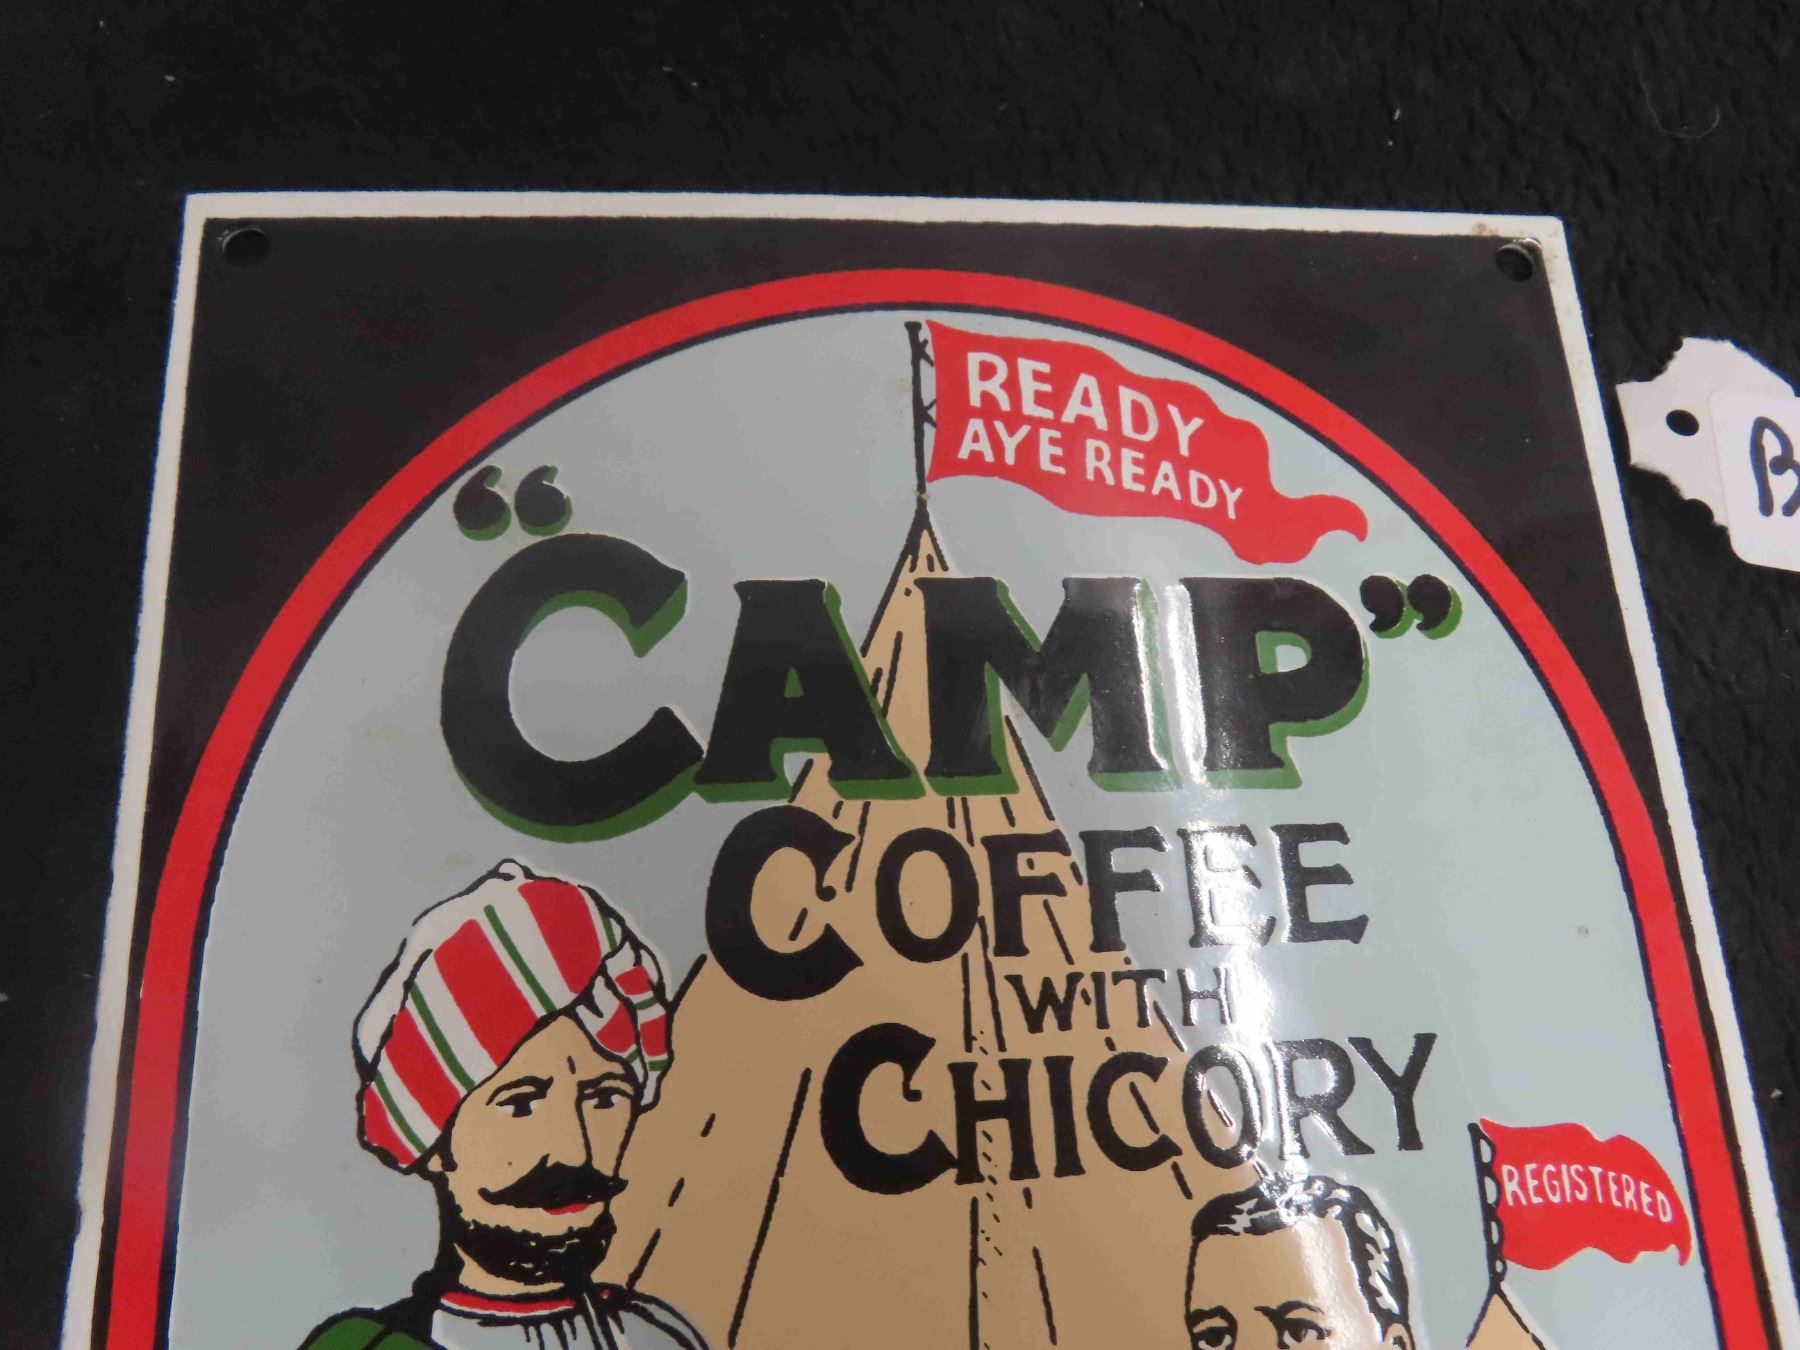 READY
AYE READY
“CAMP”
COFFEE
WITH
CHICORY
REGISTERED